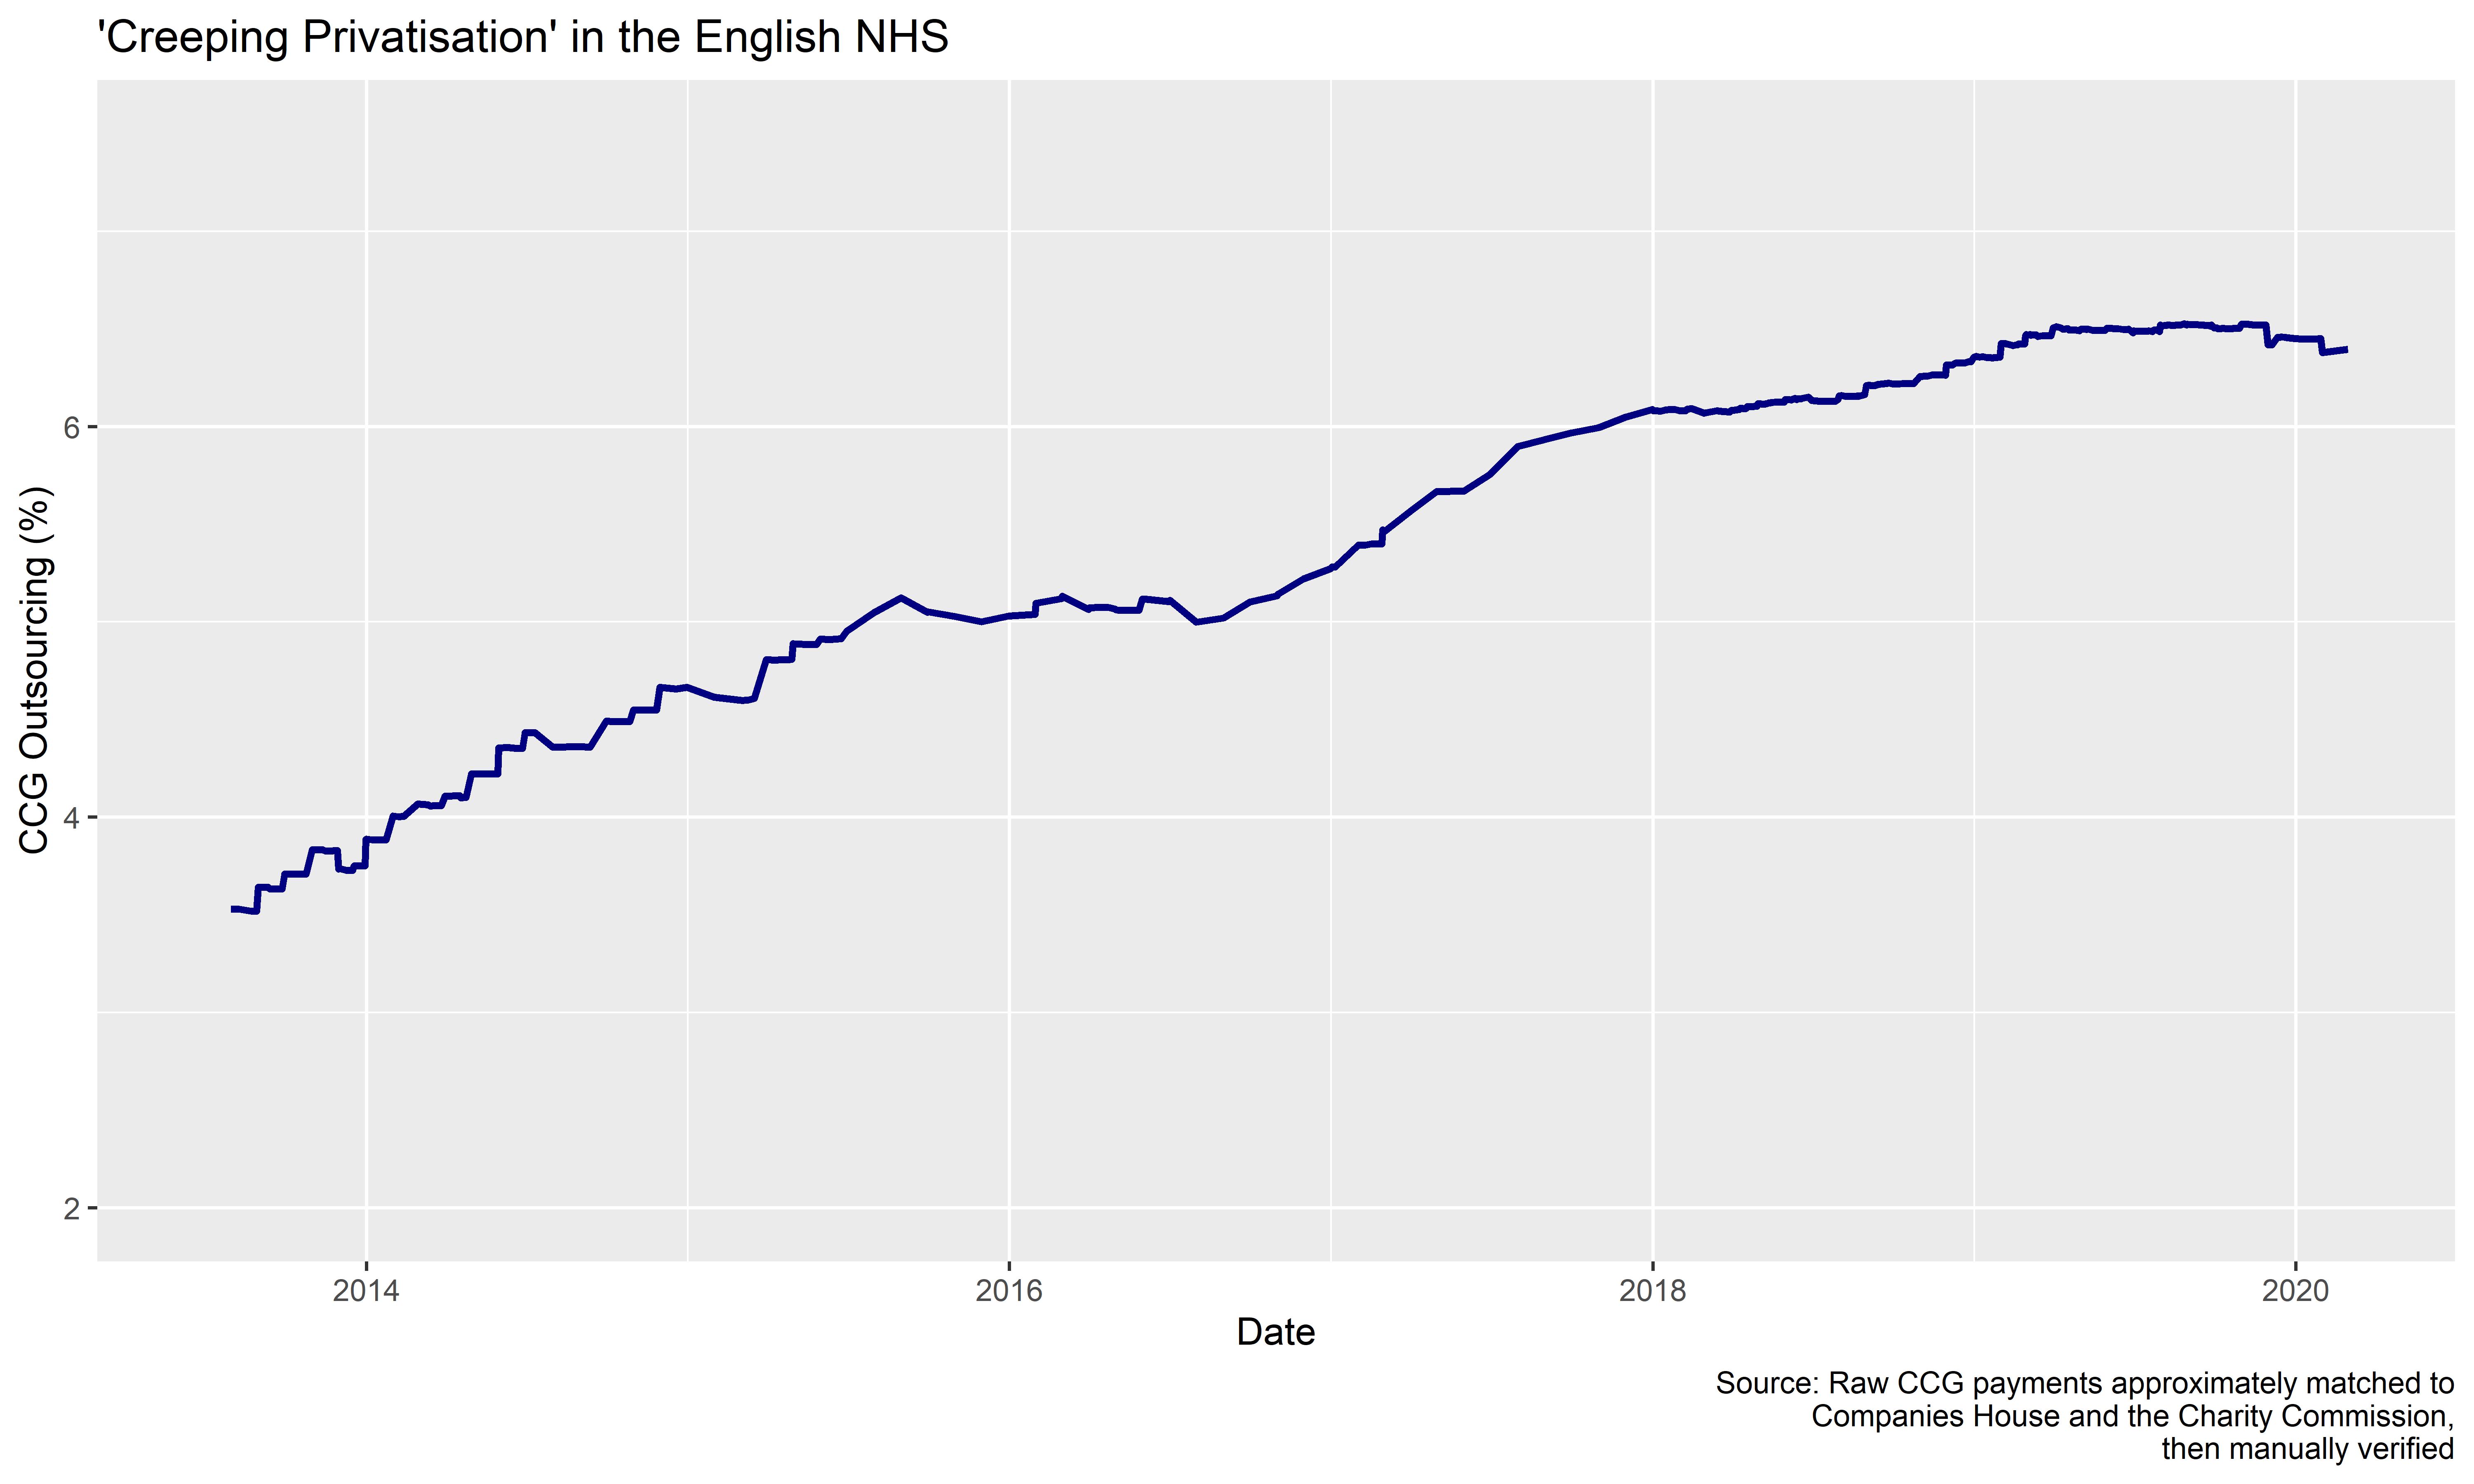 'Creeping Privatisation' in the English NHS
CCG Outsourcing (%)
6
4
2
2014
2016
2018
2020
Date
Source: Raw CCG payments approximately matched to
Companies House and the Charity Commission,
then manually verified